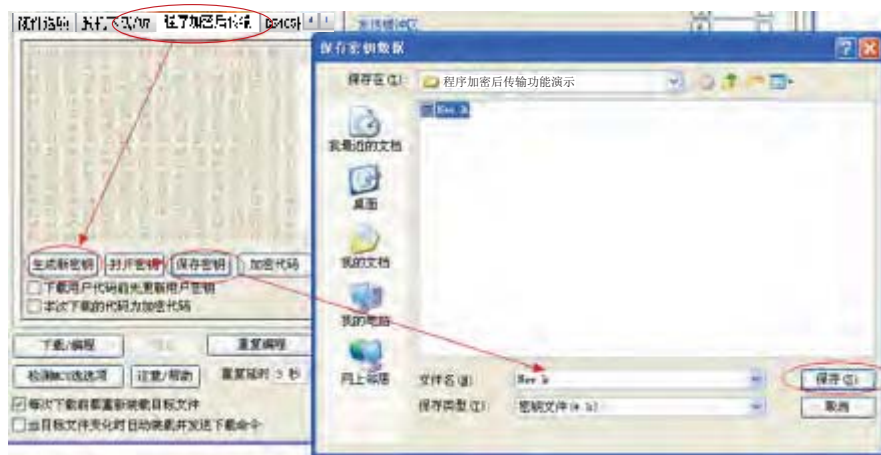 程序加密后传输
保存密钥数据
保存在(I):
程序加密后传输功能演示
我最近的文档
桌面
我的文档
我的电脑
网上邻居
生成新密钥
打开密钥
保存密钥
加密代码
下载用户代码前先更新用户密钥
本次下载的代码为加密代码
下载/编程
重复编程
检测MCU选项
注意/帮助
重复延时 3 秒
每次下载前都重新装载目标文件
当目标文件变化时自动装载并发送下载命令
文件名(N):
保存(S)
保存类型(T):
密钥文件(*.k)
取消